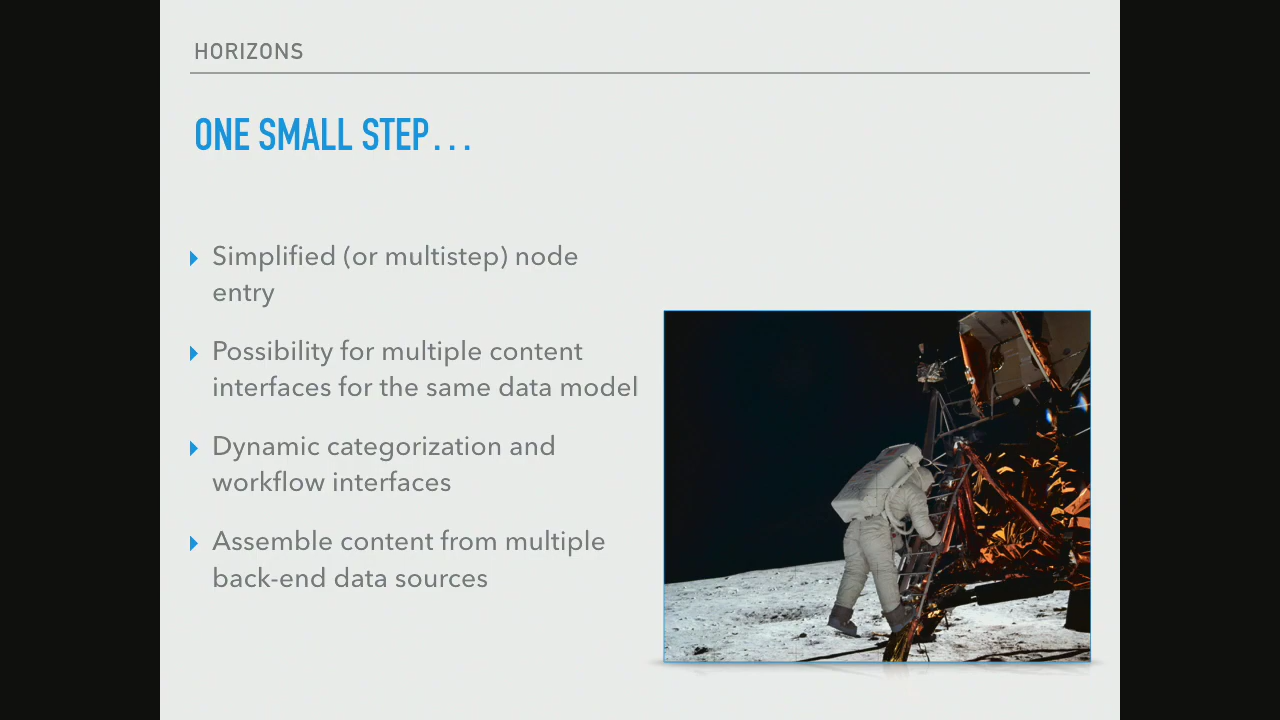 HORIZONS
ONE SMALL STEP...
Simplified (or multistep) node
entry
Possibility for multiple content
interfaces for the same data model
Dynamic categorization and
workflow interfaces
Assemble content from multiple
back-end data sources